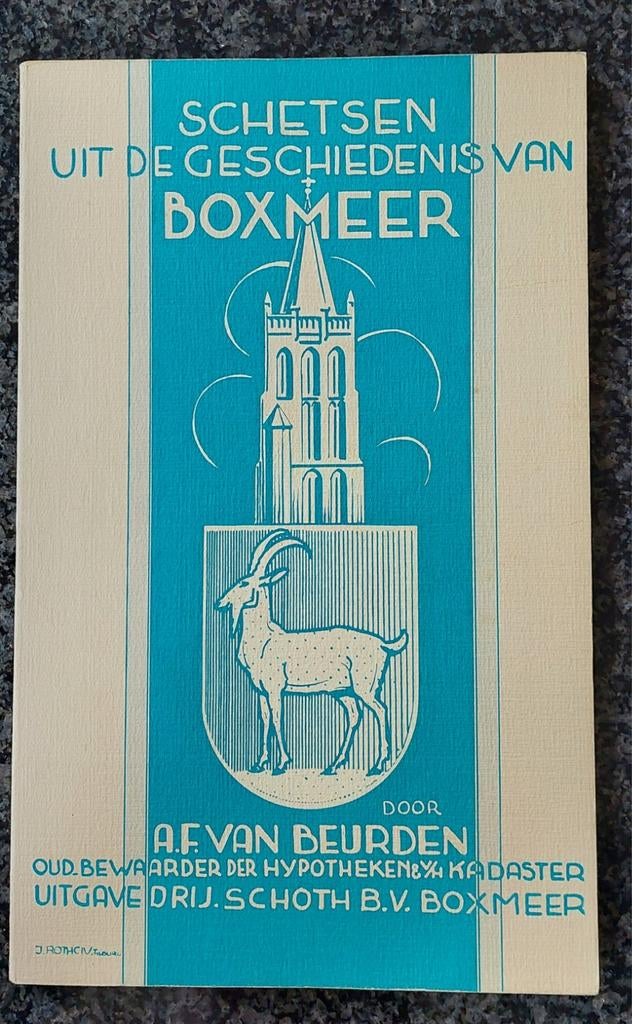 SCHETSEN
UIT DE GESCHIEDENIS VAN
BOXMEER
DOOR
A.F. VAN BEURDEN
OUD-BEWAARDER DER HYPOTHEKEN & V/H KADASTER
UITGAVE DRIJ. SCHOTH B.V. BOXMEER